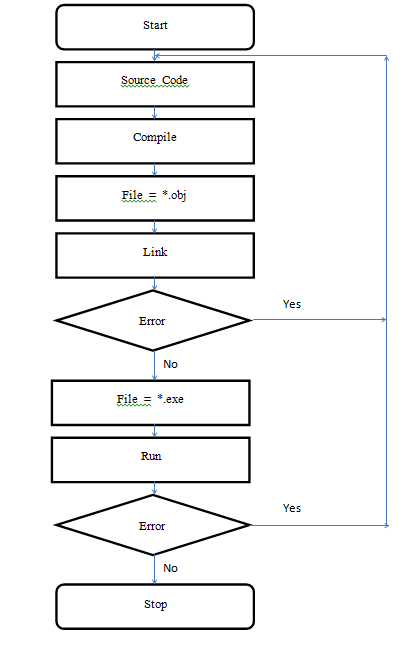 Start
Source Code
Compile
File = *.obj
Link
Yes
Error
No
File = *.exe
Run
Yes
Error
No
Stop